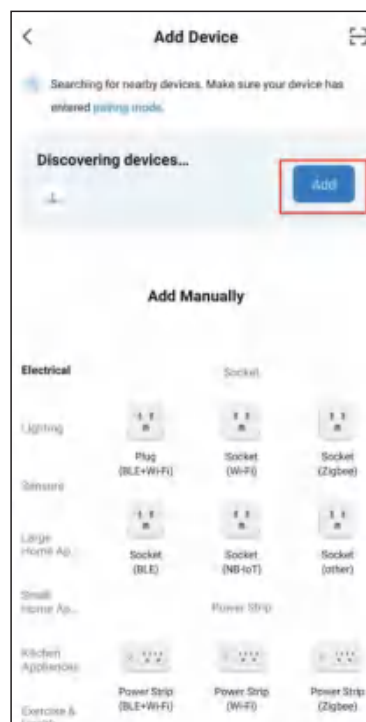 Add Device
Searching for nearby devices. Make sure your device has
entered pairing mode.
Discovering devices...
Add
Add Manually
Electrical
Socket
Lighting
Plug
(BLE+Wi-Fi)
Socket
(Wi-Fi)
Socket
(Zigbee)
Sensors
Large
Home Ap...
Socket
(BLE)
Socket
(NB-IoT)
Socket
(other)
Small
Home Ap...
Power Strip
Kitchen
Appliances
Power Strip
(BLE+Wi-Fi)
Power Strip
(Wi-Fi)
Power Strip
(Zigbee)
Exercise &